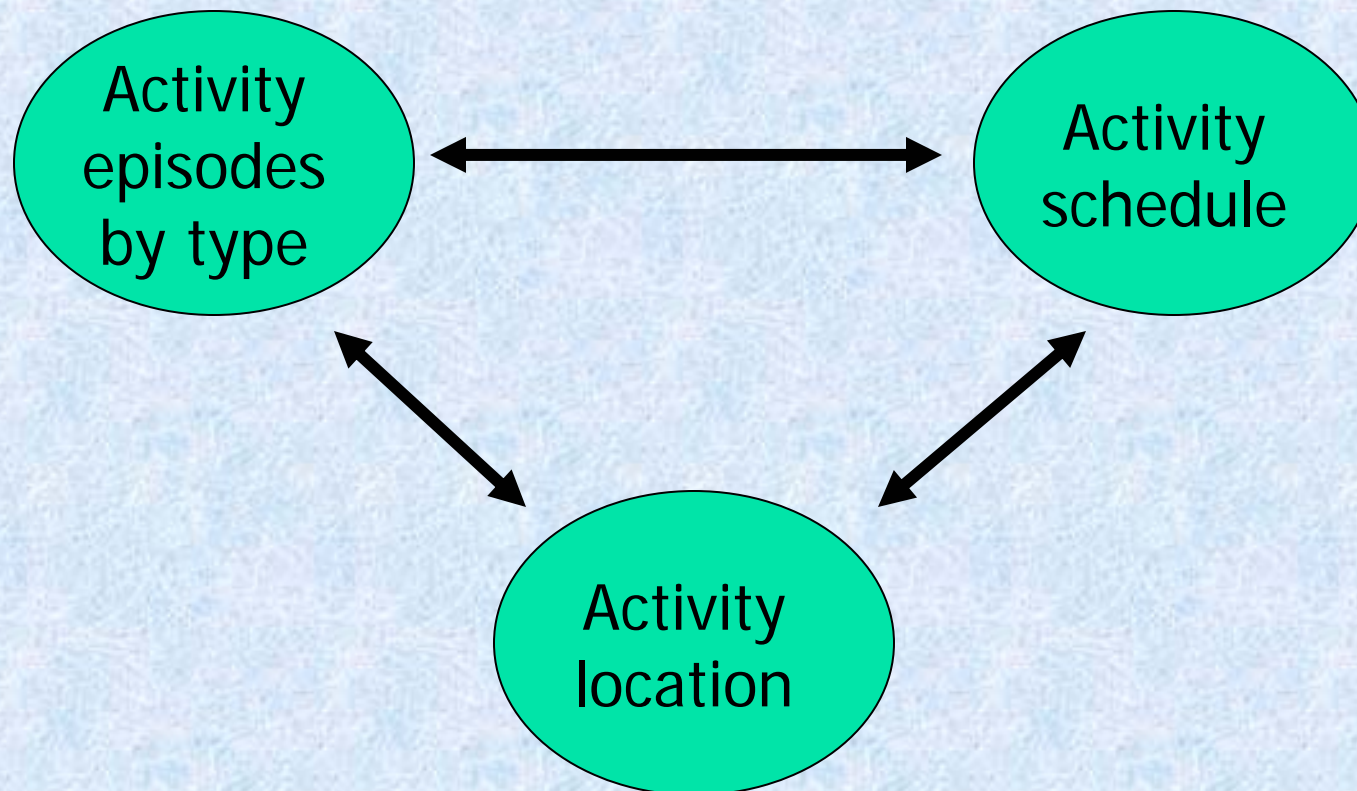 Activity
episodes
by type
Activity
schedule
Activity
location